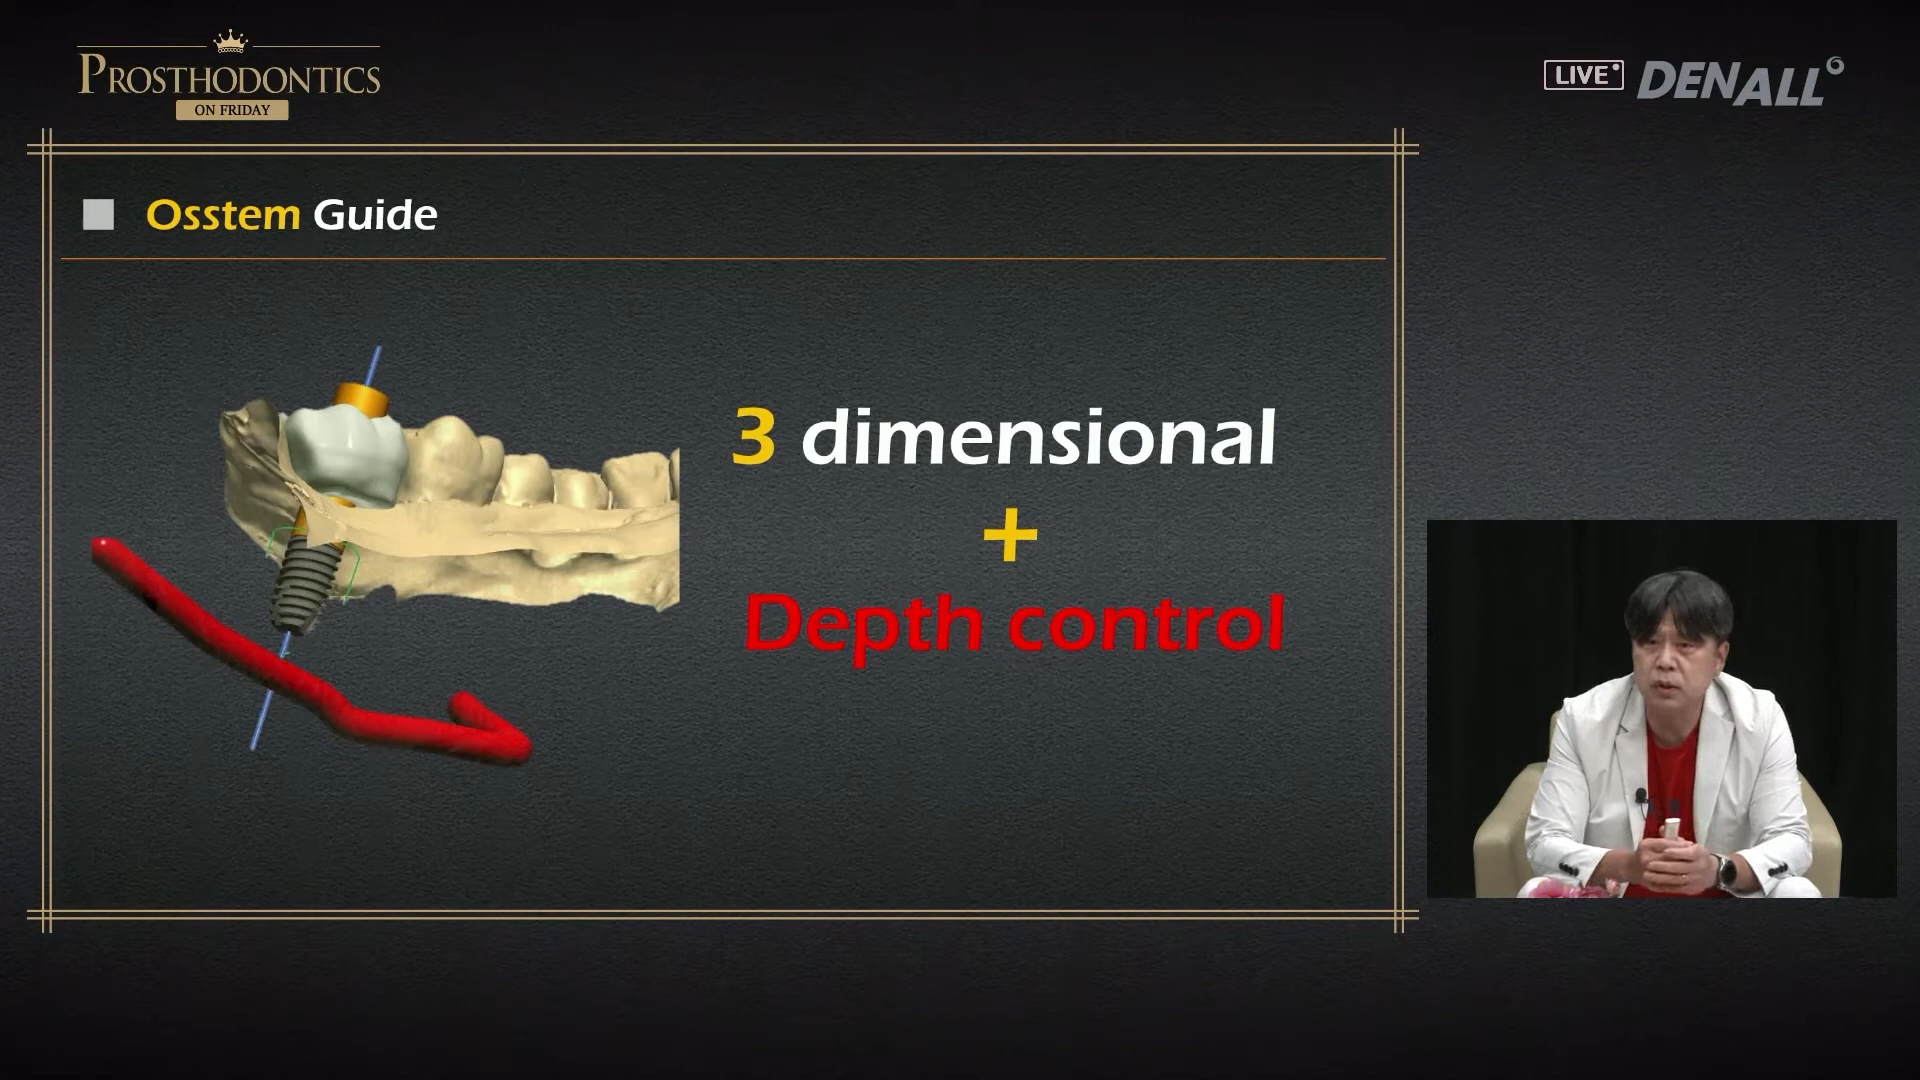 PROSTHODONTICS
ON FRIDAY
LIVE
DENALL
Osstem Guide
3 dimensional
+
Depth control